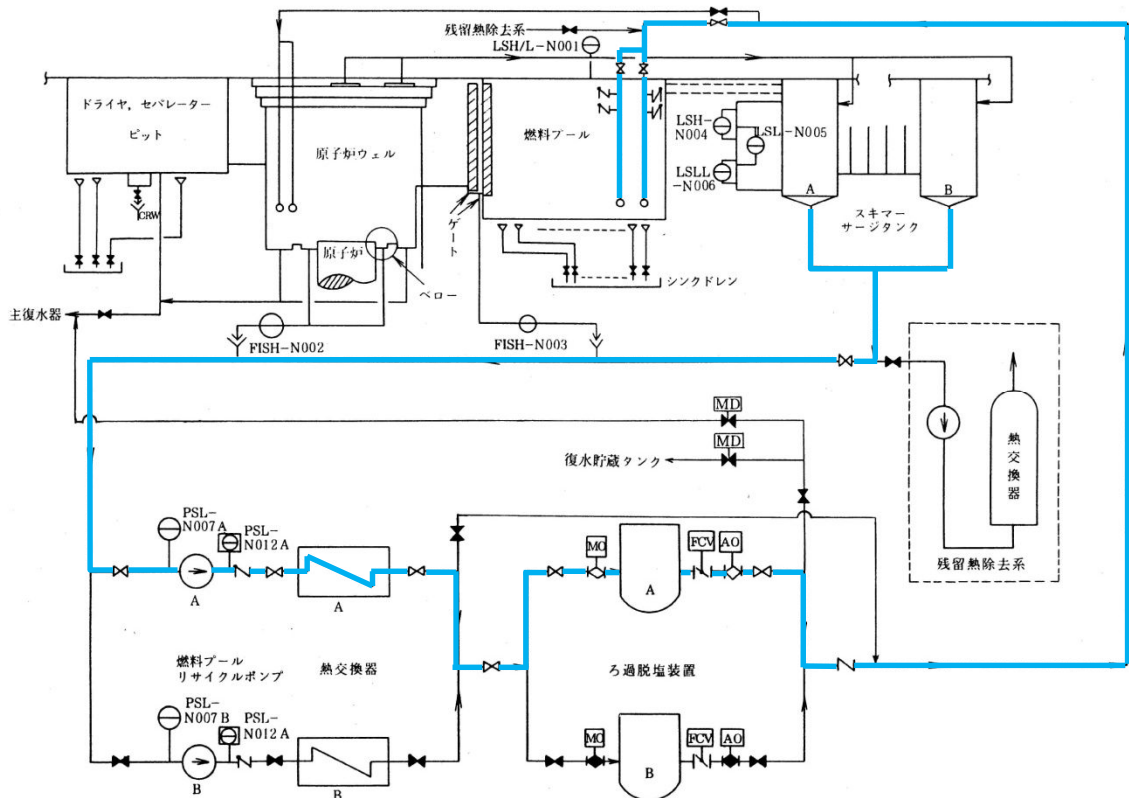 残留熱除去系
LSH/L-N001
ドライヤ，セパレーター
ピット
原子炉ウェル
燃料プール
LSH-
N004
LSL-N005
LSLL
-N006
A
B
スキマー
サージタンク
CRW
ゲート
原子炉
ベロー
シンクドレン
主復水器
FISH-N002
FISH-N003
MD
MD
復水貯蔵タンク
熱交換器
残留熱除去系
PSL-
N007A
PSL-
N012A
A
A
MO
FCV
AO
A
燃料プール
リサイクルポンプ
熱交換器
ろ過脱塩装置
PSL-
N007B
PSL-
N012A
B
B
MO
FCV
AO
B